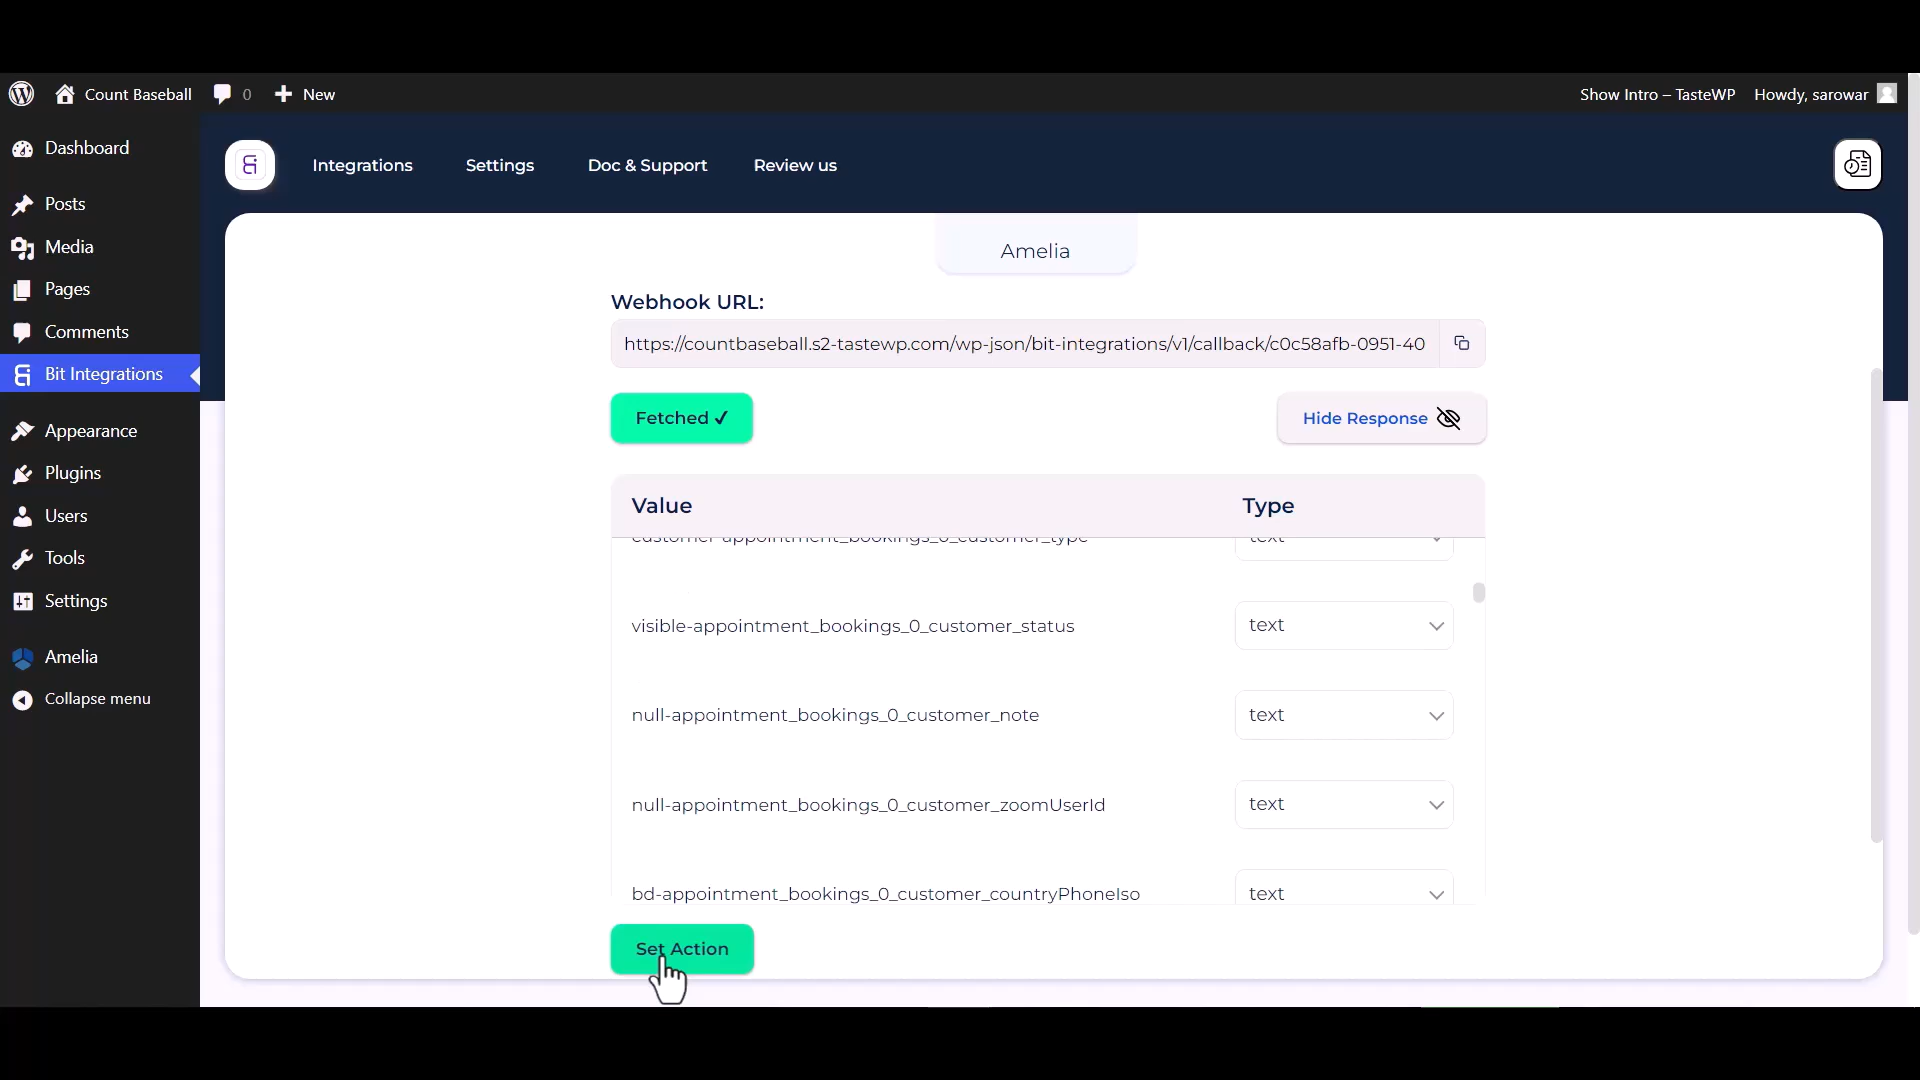 Count Baseball
0
New
Show Intro – TasteWP
Howdy, sarowar
Dashboard
Posts
Media
Pages
Comments
Bit Integrations
Appearance
Plugins
Users
Tools
Settings
Amelia
Collapse menu
Integrations
Settings
Doc & Support
Review us
Amelia
Webhook URL:
https://countbaseball.s2-tastewp.com/wp-json/bit-integrations/v1/callback/c0c58afb-0951-40
Fetched ✓
Hide Response
Value Type
customer-appointment_bookings_0_customer_type text
visible-appointment_bookings_0_customer_status text
null-appointment_bookings_0_customer_note text
null-appointment_bookings_0_customer_zoomUserId text
bd-appointment_bookings_0_customer_countryPhoneIso text
Set Action